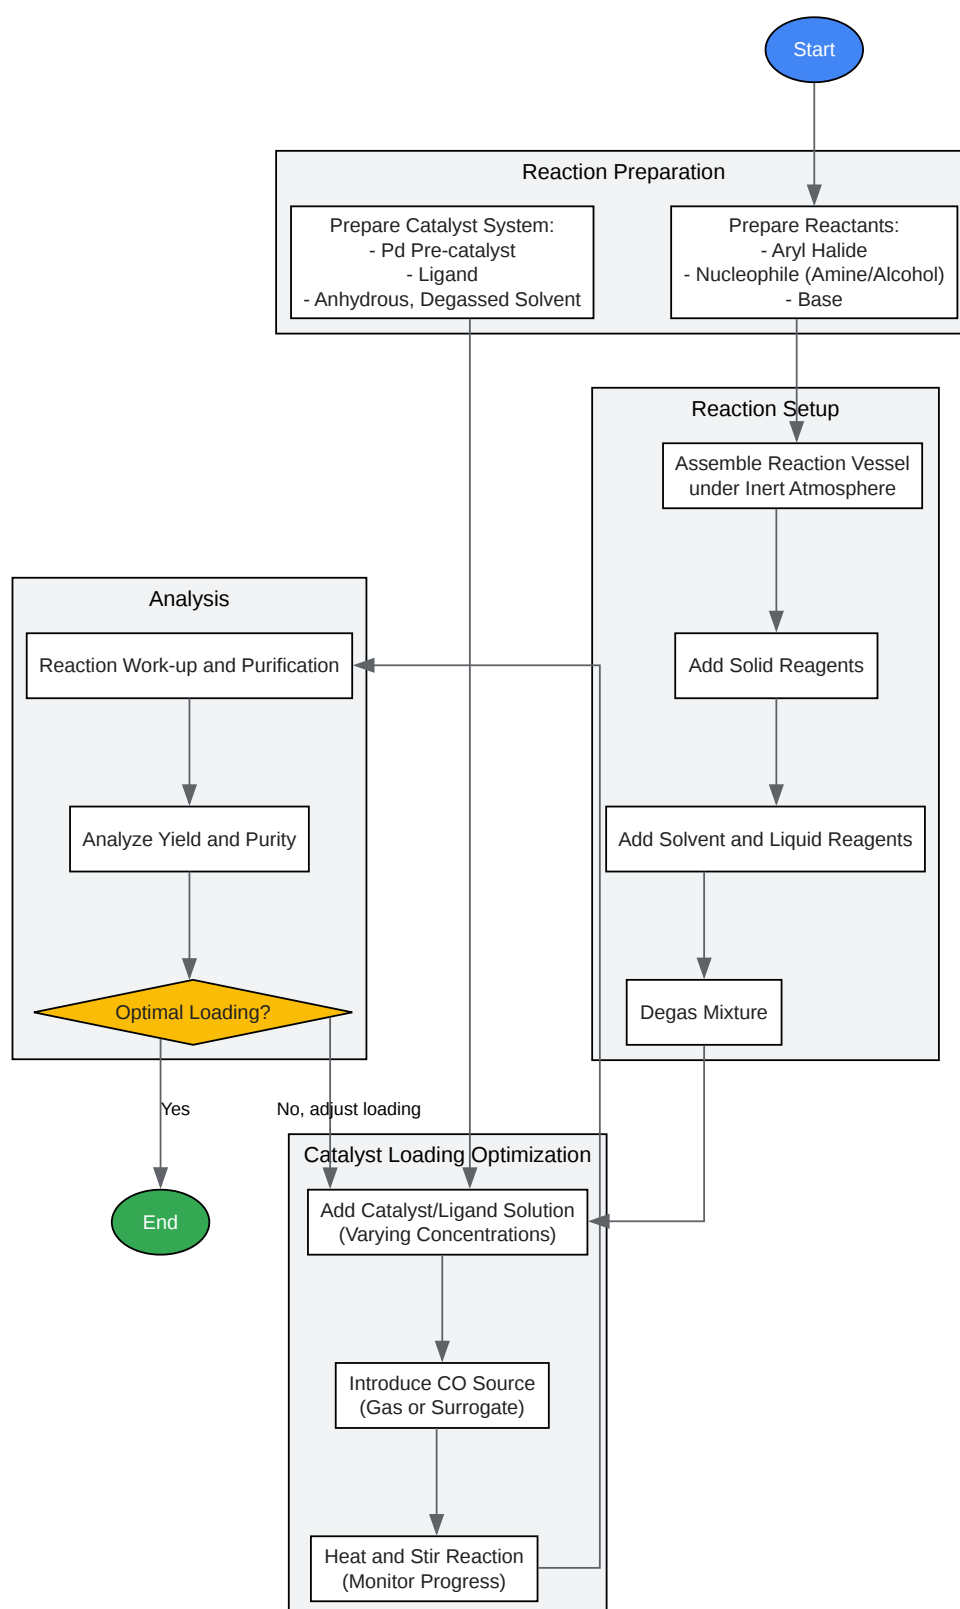 Start
Reaction Preparation
Prepare Catalyst System:
- Pd Pre-catalyst
- Ligand
- Anhydrous, Degassed Solvent
Prepare Reactants:
- Aryl Halide
- Nucleophile (Amine/Alcohol)
- Base
Reaction Setup
Assemble Reaction Vessel
under Inert Atmosphere
Add Solid Reagents
Add Solvent and Liquid Reagents
Degas Mixture
Analysis
Reaction Work-up and Purification
Analyze Yield and Purity
Optimal Loading?
Yes
No, adjust loading
End
Catalyst Loading Optimization
Add Catalyst/Ligand Solution
(Varying Concentrations)
Introduce CO Source
(Gas or Surrogate)
Heat and Stir Reaction
(Monitor Progress)